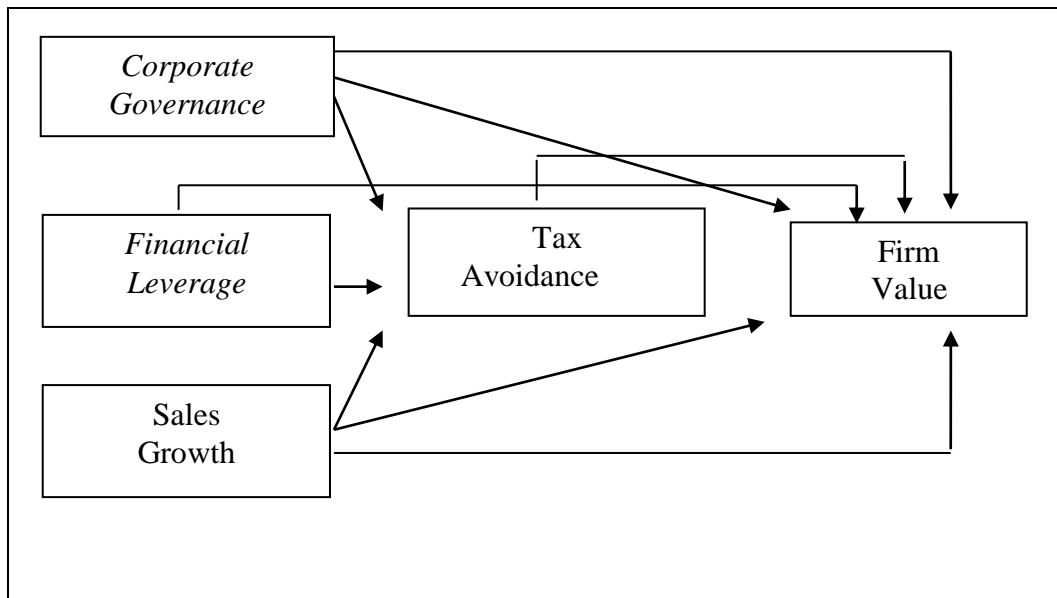 Corporate
Governance
Financial
Leverage
Tax
Avoidance
Firm
Value
Sales
Growth